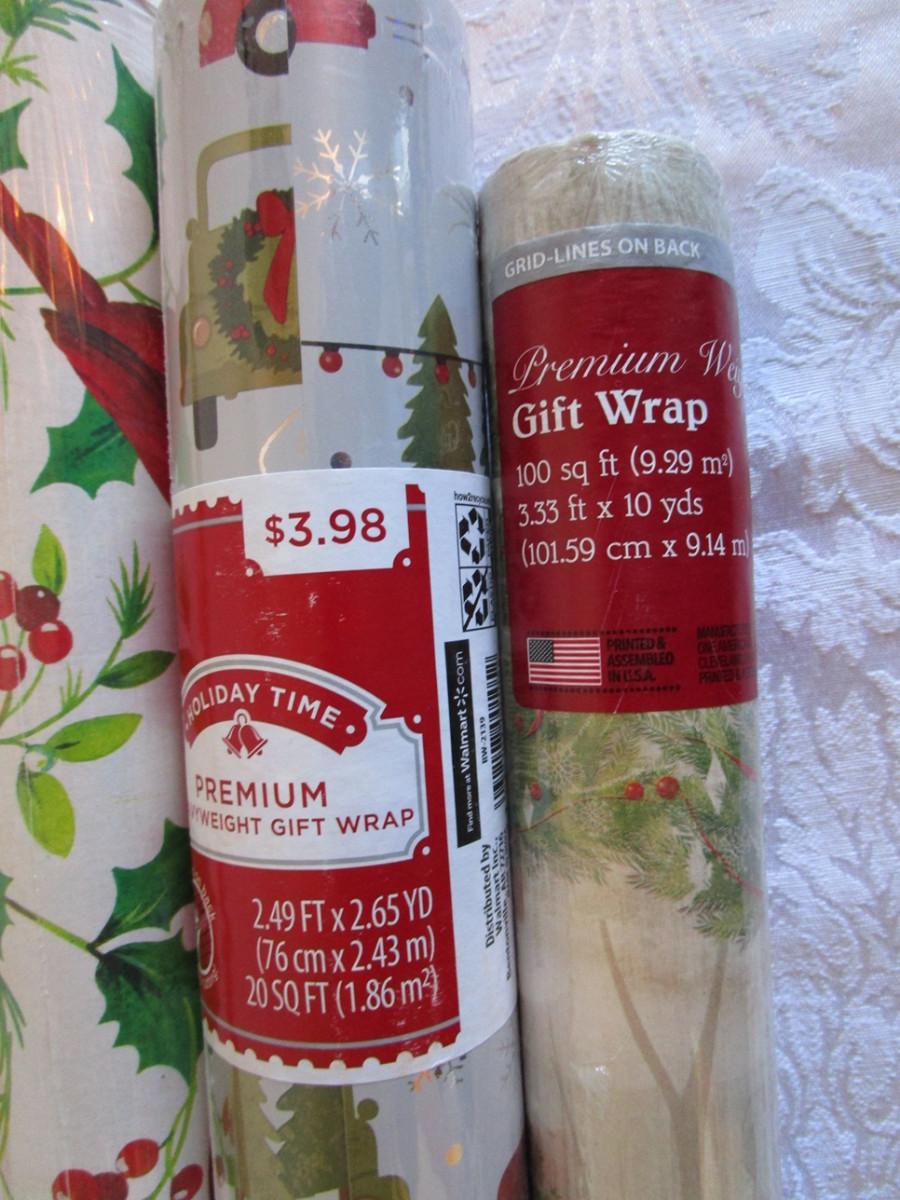 $3.98
HOLIDAY TIME
PREMIUM
GIFT WRAP
2.49 FT x 2.65 YD
(76 cm x 2.43 m)
20 SQ FT (1.86 m²)
Find more at Walmart.com
RW-2139
Distributed by
Walmart Inc.,
GRID-LINES ON BACK
Premium
Gift Wrap
100 sq ft (9.29 m²)
3.33 ft x 10 yds
(101.59 cm x 9.14 m
PRINTED &
ASSEMBLED
IN U.S.A.